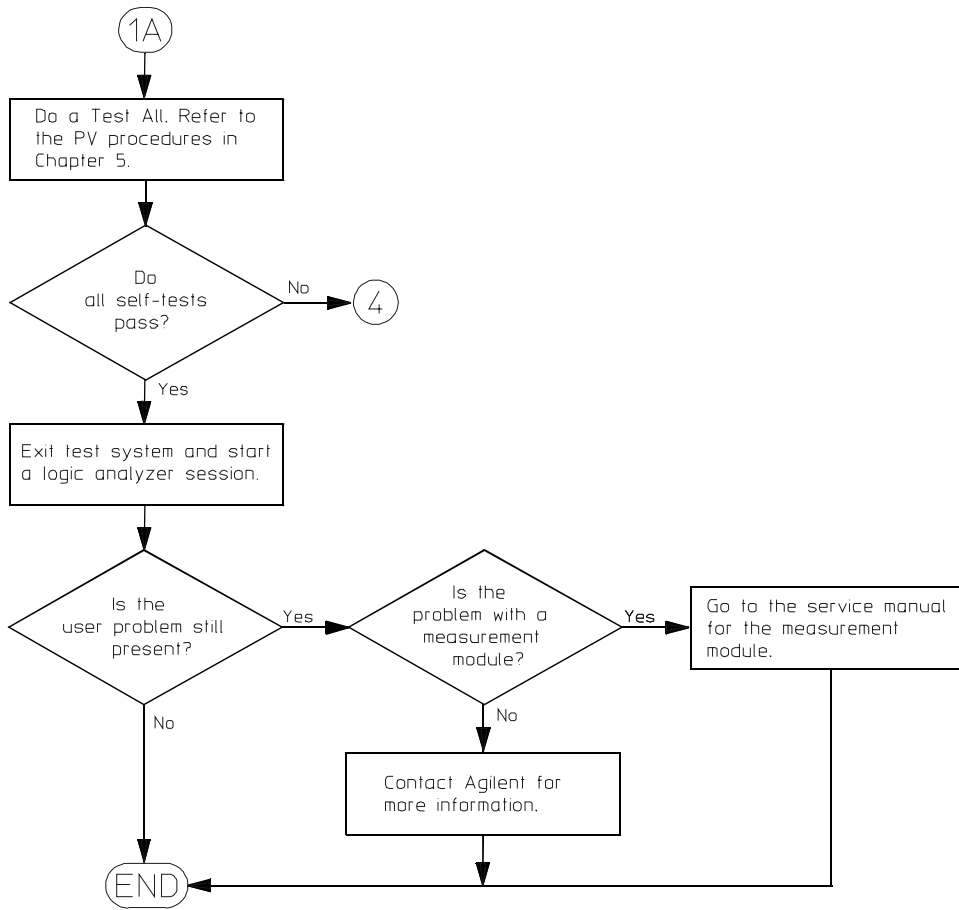 1A
Do a Test All. Refer to
the PV procedures in
Chapter 5.
Do
all self-tests
pass?
No
4
Yes
Exit test system and start
a logic analyzer session.
Is the
user problem still
present?
Yes
Is the
problem with a
measurement
module?
Yes
Go to the service manual
for the measurement
module.
No
No
Contact Agilent for
more information.
END